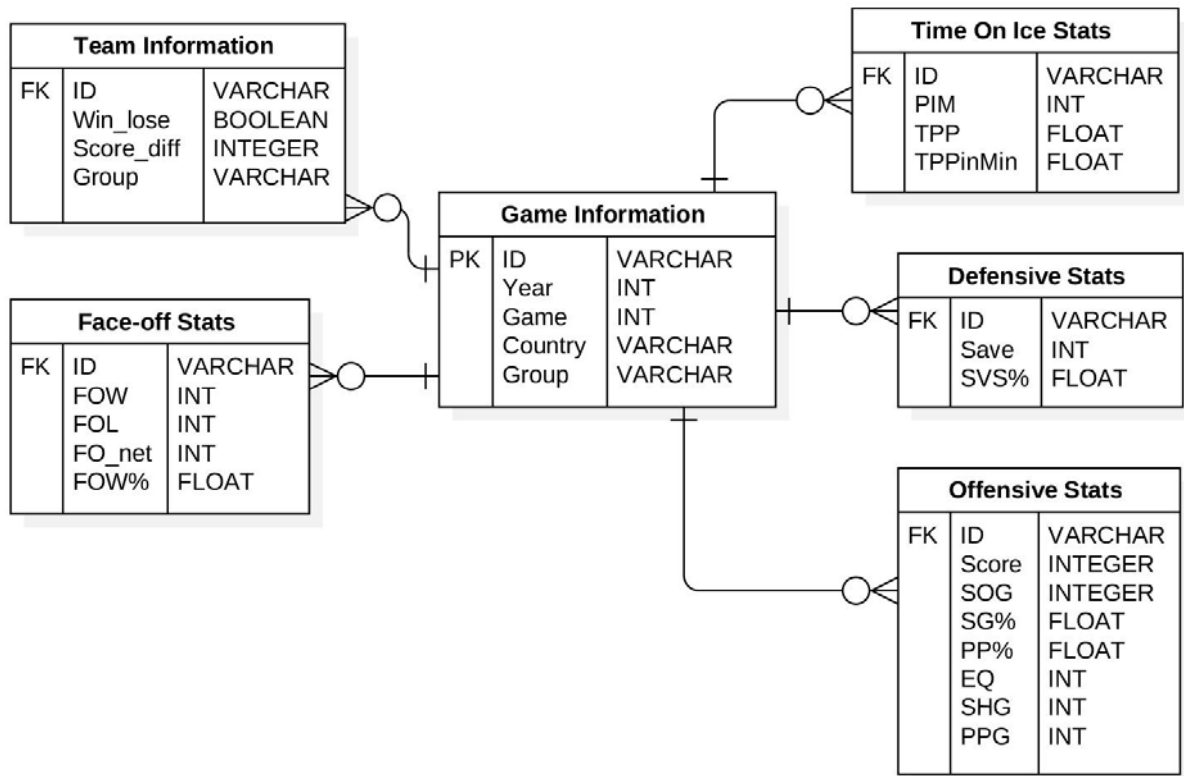 Team Information
FK ID VARCHAR
Win_lose BOOLEAN
Score_diff INTEGER
Group VARCHAR
Time On Ice Stats
FK ID VARCHAR
PIM INT
TPP FLOAT
TPPinMin FLOAT
Game Information
PK ID VARCHAR
Year INT
Game INT
Country VARCHAR
Group VARCHAR
Face-off Stats
FK ID VARCHAR
FOW INT
FOL INT
FO_net INT
FOW% FLOAT
Defensive Stats
FK ID VARCHAR
Save INT
SVS% FLOAT
Offensive Stats
FK ID VARCHAR
Score INTEGER
SOG INTEGER
SG% FLOAT
PP% FLOAT
EQ INT
SHG INT
PPG INT